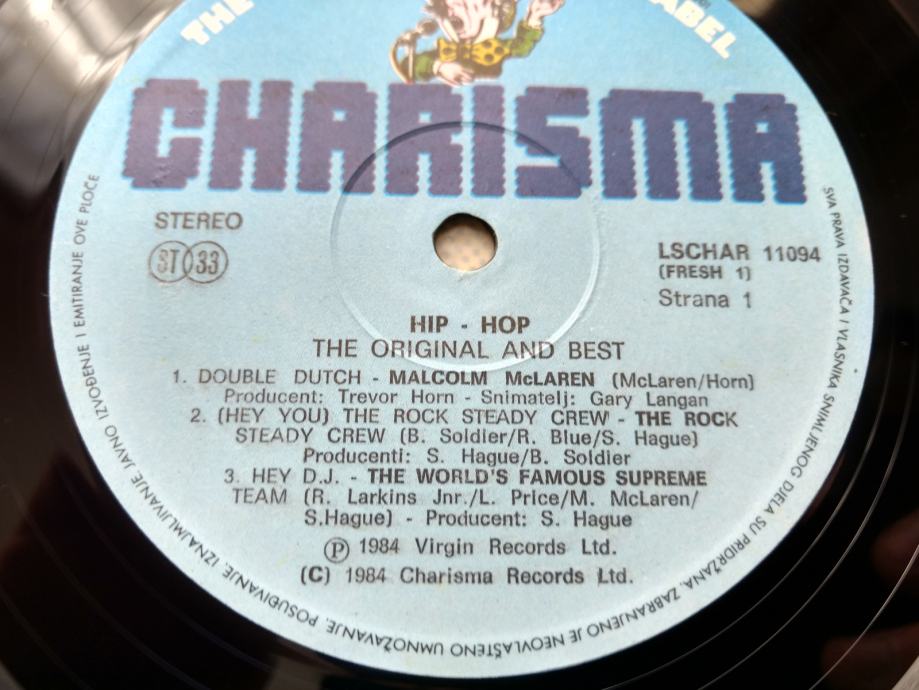 THE
LABEL
CHARISMA
STEREO
ST 33
LSCHAR 11094
(FRESH 1)
Strana 1
HIP - HOP
THE ORIGINAL AND BEST
1. DOUBLE DUTCH - MALCOLM McLAREN (McLaren/Horn)
Producent: Trevor Horn - Snimatelj: Gary Langan
2. (HEY YOU) THE ROCK STEADY CREW - THE ROCK
STEADY CREW (B. Soldier/R. Blue/S. Hague)
Producenti: S. Hague/B. Soldier
3. HEY D.J. - THE WORLD'S FAMOUS SUPREME
TEAM (R. Larkins Jnr./L. Price/M. McLaren/
S.Hague) - Producent: S. Hague
Ⓟ 1984 Virgin Records Ltd.
(C) 1984 Charisma Records Ltd.
SVA PRAVA IZDAVAČA I VLASNIKA SNIMLJENOG DJELA SU PRIDRŽANA. ZABRANJENO JE NEOVLAŠTENO UMNOŽAVANJE, POSUĐIVANJE, IZNAJMLJIVANJE, JAVNO IZVOĐENJE I EMITIRANJE OVE PLOČE